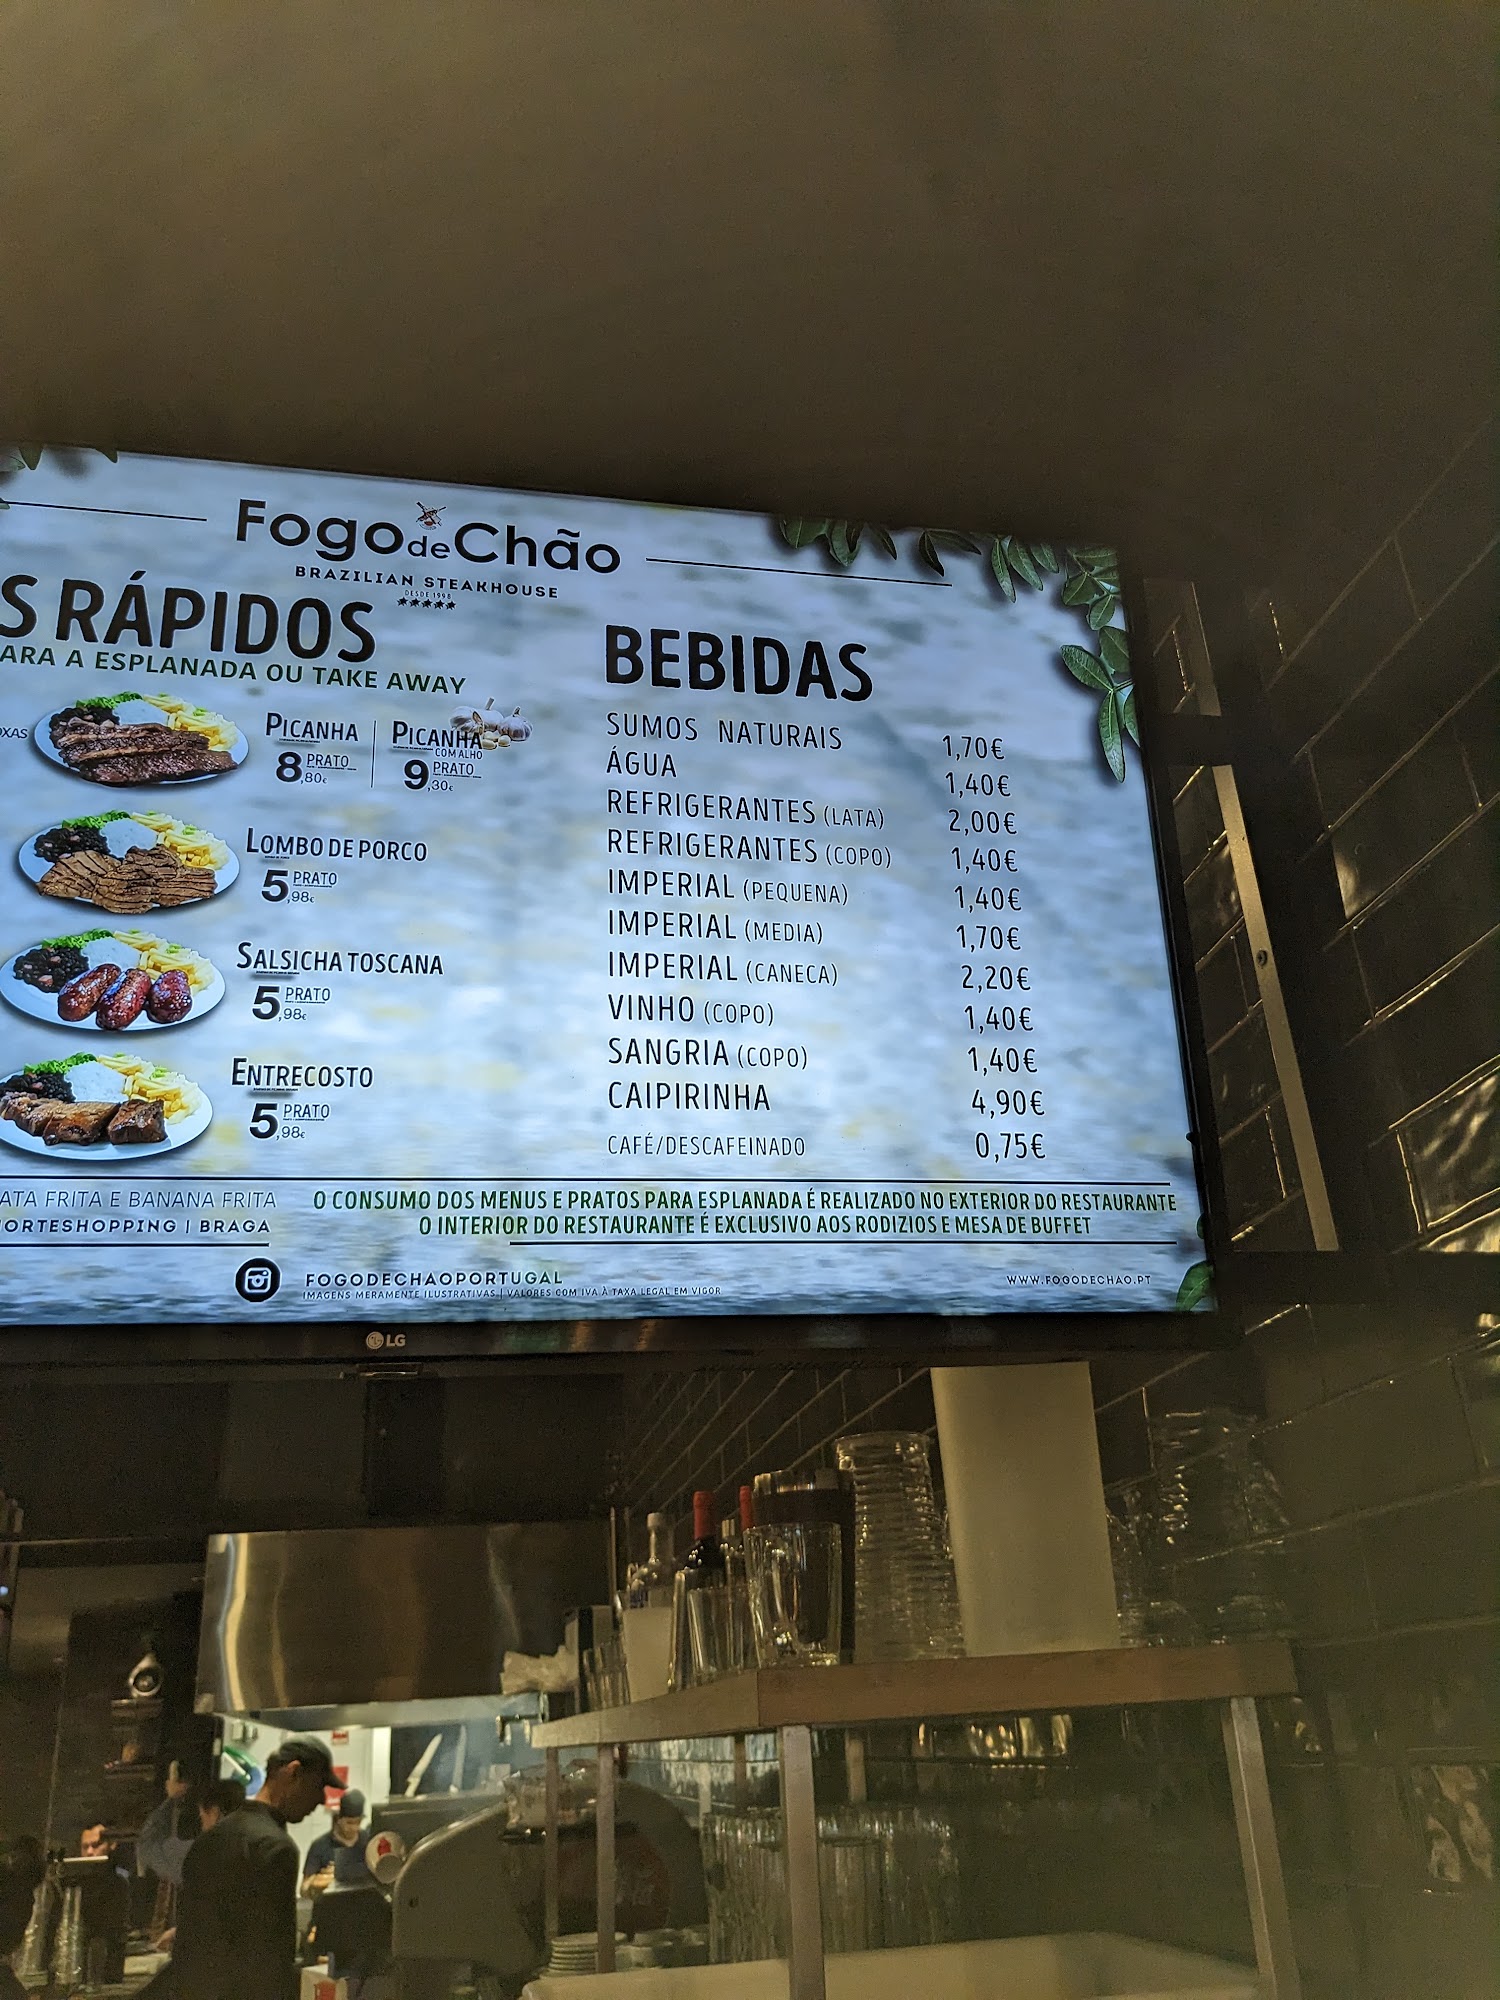 Fogo de Chão
BRAZILIAN STEAKHOUSE
DESDE 1998
S RÁPIDOS
ARA A ESPLANADA OU TAKE AWAY
OXAS
PICANHA
8 PRATO ,80€
PICANHA
COM ALHO
9 PRATO ,30€
LOMBO DE PORCO
5 PRATO ,98€
SALSICHA TOSCANA
5 PRATO ,98€
ENTRECOSTO
5 PRATO ,98€
BEBIDAS
SUMOS NATURAIS 1,70€
ÁGUA 1,40€
REFRIGERANTES (LATA) 2,00€
REFRIGERANTES (COPO) 1,40€
IMPERIAL (PEQUENA) 1,40€
IMPERIAL (MEDIA) 1,70€
IMPERIAL (CANECA) 2,20€
VINHO (COPO) 1,40€
SANGRIA (COPO) 1,40€
CAIPIRINHA 4,90€
CAFÉ/DESCAFEINADO 0,75€
ATA FRITA E BANANA FRITA
ORTESHOPPING | BRAGA
O CONSUMO DOS MENUS E PRATOS PARA ESPLANADA É REALIZADO NO EXTERIOR DO RESTAURANTE
O INTERIOR DO RESTAURANTE É EXCLUSIVO AOS RODIZIOS E MESA DE BUFFET
FOGODECHAOPORTUGAL
IMAGENS MERAMENTE ILUSTRATIVAS | VALORES COM IVA À TAXA LEGAL EM VIGOR
WWW.FOGODECHAO.PT
LG